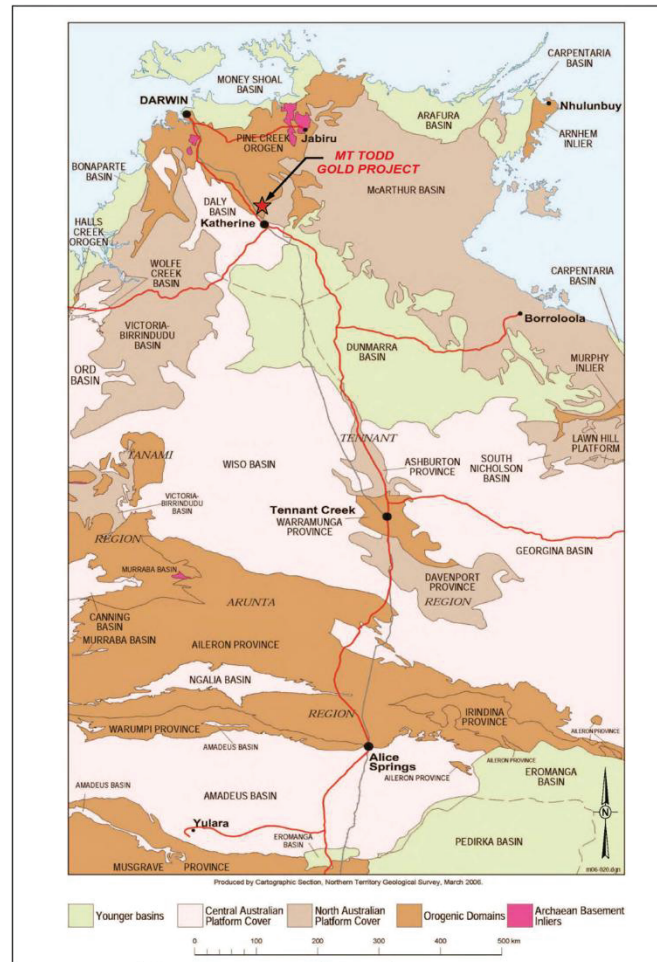 CARPENTARIA
BASIN
MONEY SHOAL
BASIN
DARWIN
Nhulunbuy
ARAFURA
BASIN
ARNHEM
INLIER
PINE CREEK
OROGEN
Jabiru
MT TODD
GOLD PROJECT
BONAPARTE
BASIN
McARTHUR BASIN
DALY
BASIN
HALLS
CREEK
OROGEN
Katherine
WOLFE
CREEK
BASIN
CARPENTARIA
BASIN
VICTORIA-
BIRRINDUDU
BASIN
Borroloola
DUNMARRA
BASIN
ORD
BASIN
MURPHY
INLIER
TENNANT
LAWN HILL
PLATFORM
TANAMI
WISO BASIN
ASHBURTON
PROVINCE
SOUTH
NICHOLSON
BASIN
VICTORIA-
BIRRINDUDU
BASIN
Tennant Creek
WARRAMUNGA
PROVINCE
REGION
GEORGINA BASIN
MURRABA BASIN
DAVENPORT
PROVINCE
ARUNTA
REGION
CANNING
BASIN
MURRABA BASIN
AILERON PROVINCE
NGALIA BASIN
REGION
IRINDINA
PROVINCE
WARUMPI PROVINCE
AILERON PROVINCE
AMADEUS BASIN
Alice
Springs
AILERON PROVINCE
AILERON PROVINCE
AMADEUS BASIN
AMADEUS BASIN
EROMANGA
BASIN
N
Yulara
EROMANGA
BASIN
PEDIRKA BASIN
MUSGRAVE PROVINCE
m06-020.dgn
Produced by Cartographic Section, Northern Territory Geological Survey, March 2006.
Younger basins
Central Australian
Platform Cover
North Australian
Platform Cover
Orogenic Domains
Archaean Basement
Inliers
0 100 200 300 400 500 km